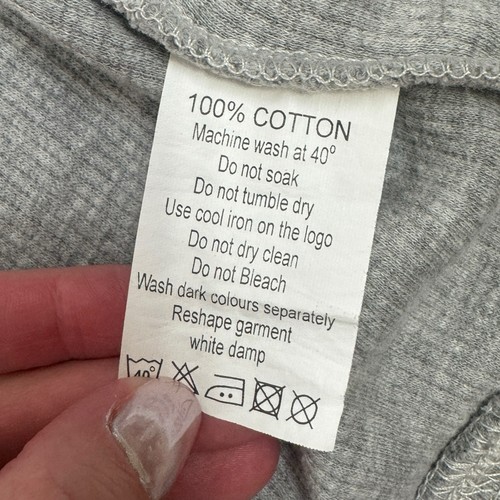 100% COTTON
Machine wash at 40°
Do not soak
Do not tumble dry
Use cool iron on the logo
Do not dry clean
Do not Bleach
Wash dark colours separately
Reshape garment
white damp
40°